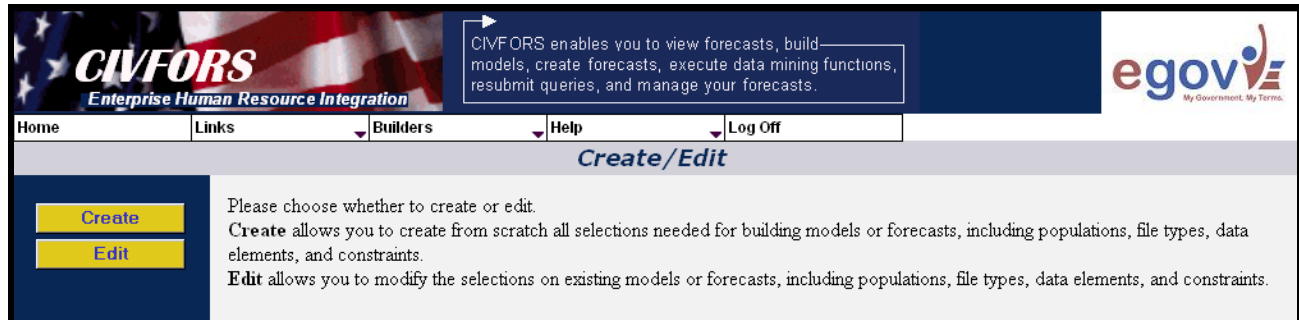 CIVFORS
Enterprise Human Resource Integration
CIVFORS enables you to view forecasts, build
models, create forecasts, execute data mining functions,
resubmit queries, and manage your forecasts.
egov
My Government. My Terms.
Home Links Builders Help Log Off
Create/Edit
Create
Edit
Please choose whether to create or edit.
Create allows you to create from scratch all selections needed for building models or forecasts, including populations, file types, data
elements, and constraints.
Edit allows you to modify the selections on existing models or forecasts, including populations, file types, data elements, and constraints.